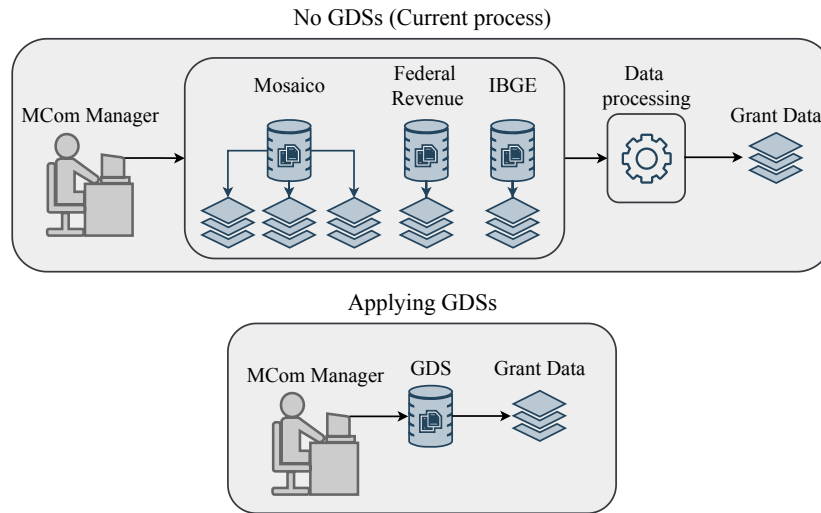 No GDSs (Current process)
Mosaico
Federal
Revenue
IBGE
Data
processing
MCom Manager
Grant Data
Applying GDSs
MCom Manager
GDS
Grant Data